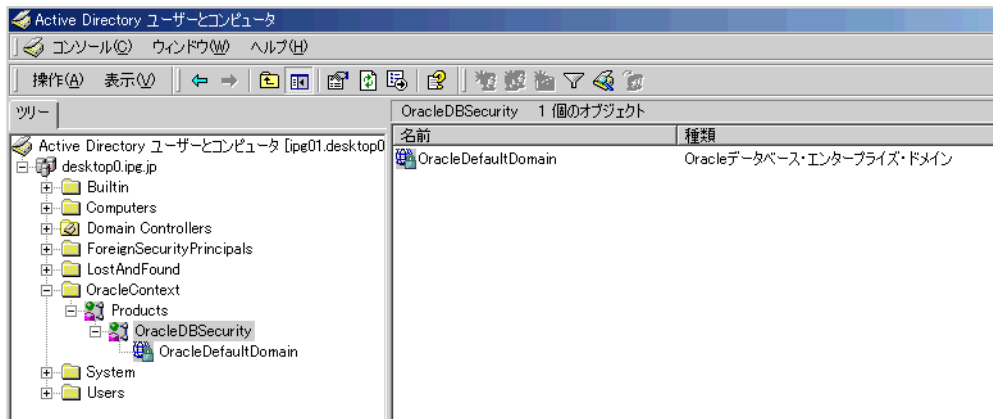 Active Directory ユーザーとコンピュータ
コンソール(C) ウィンドウ(W) ヘルプ(H)
操作(A) 表示(V)
ツリー
OracleDBSecurity 1 個のオブジェクト
名前 種類
Active Directory ユーザーとコンピュータ [ipg01.desktop0
OracleDefaultDomain Oracleデータベース・エンタープライズ・ドメイン
desktop0.ipg.jp
Builtin
Computers
Domain Controllers
ForeignSecurityPrincipals
LostAndFound
OracleContext
Products
OracleDBSecurity
OracleDefaultDomain
System
Users